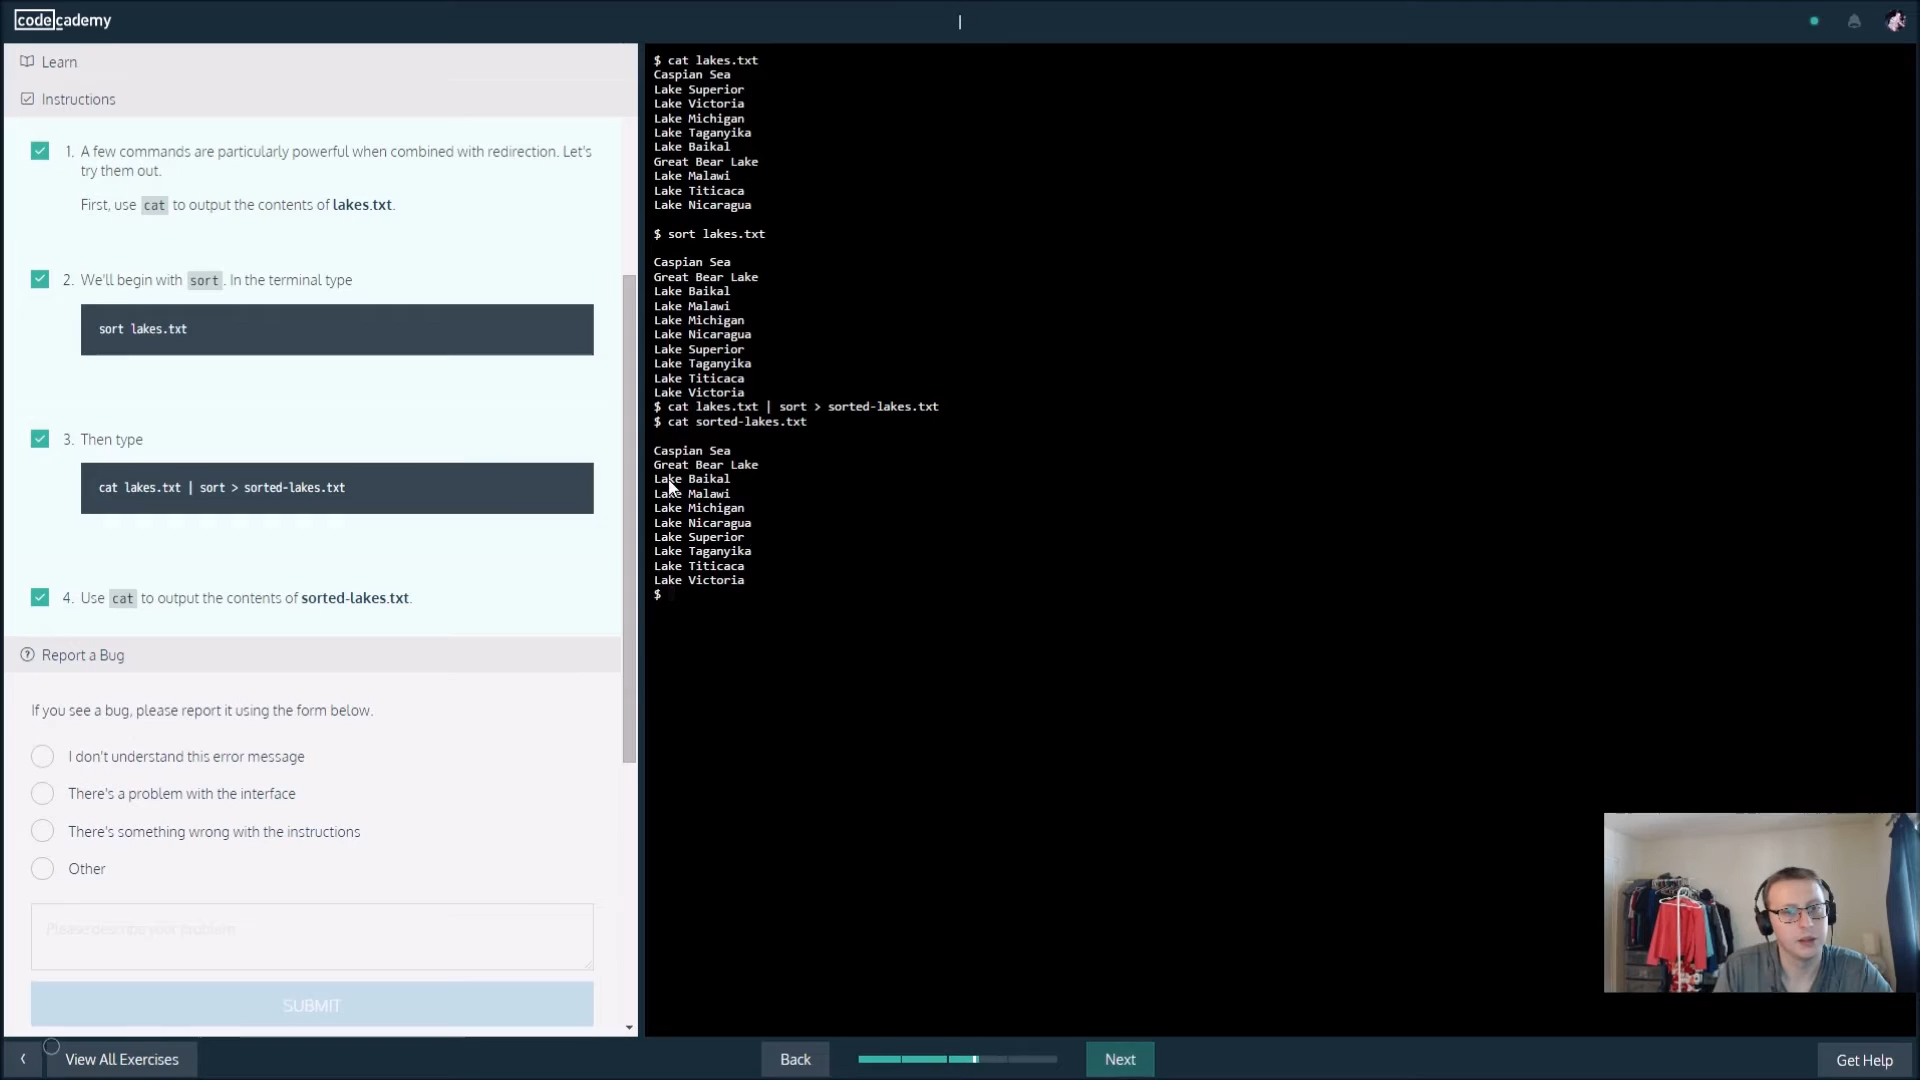 codecademy
Learn
Instructions
1. A few commands are particularly powerful when combined with redirection. Let's
try them out.
First, use cat to output the contents of lakes.txt.
2. We'll begin with sort. In the terminal type
sort lakes.txt
3. Then type
cat lakes.txt | sort > sorted-lakes.txt
4. Use cat to output the contents of sorted-lakes.txt.
Report a Bug
If you see a bug, please report it using the form below.
I don't understand this error message
There's a problem with the interface
There's something wrong with the instructions
Other
Please describe your problem
SUBMIT
$ cat lakes.txt
Caspian Sea
Lake Superior
Lake Victoria
Lake Michigan
Lake Taganyika
Lake Baikal
Great Bear Lake
Lake Malawi
Lake Titicaca
Lake Nicaragua
$ sort lakes.txt
Caspian Sea
Great Bear Lake
Lake Baikal
Lake Malawi
Lake Michigan
Lake Nicaragua
Lake Superior
Lake Taganyika
Lake Titicaca
Lake Victoria
$ cat lakes.txt | sort > sorted-lakes.txt
$ cat sorted-lakes.txt
Caspian Sea
Great Bear Lake
Lake Baikal
Lake Malawi
Lake Michigan
Lake Nicaragua
Lake Superior
Lake Taganyika
Lake Titicaca
Lake Victoria
$
View All Exercises
Back
Next
Get Help